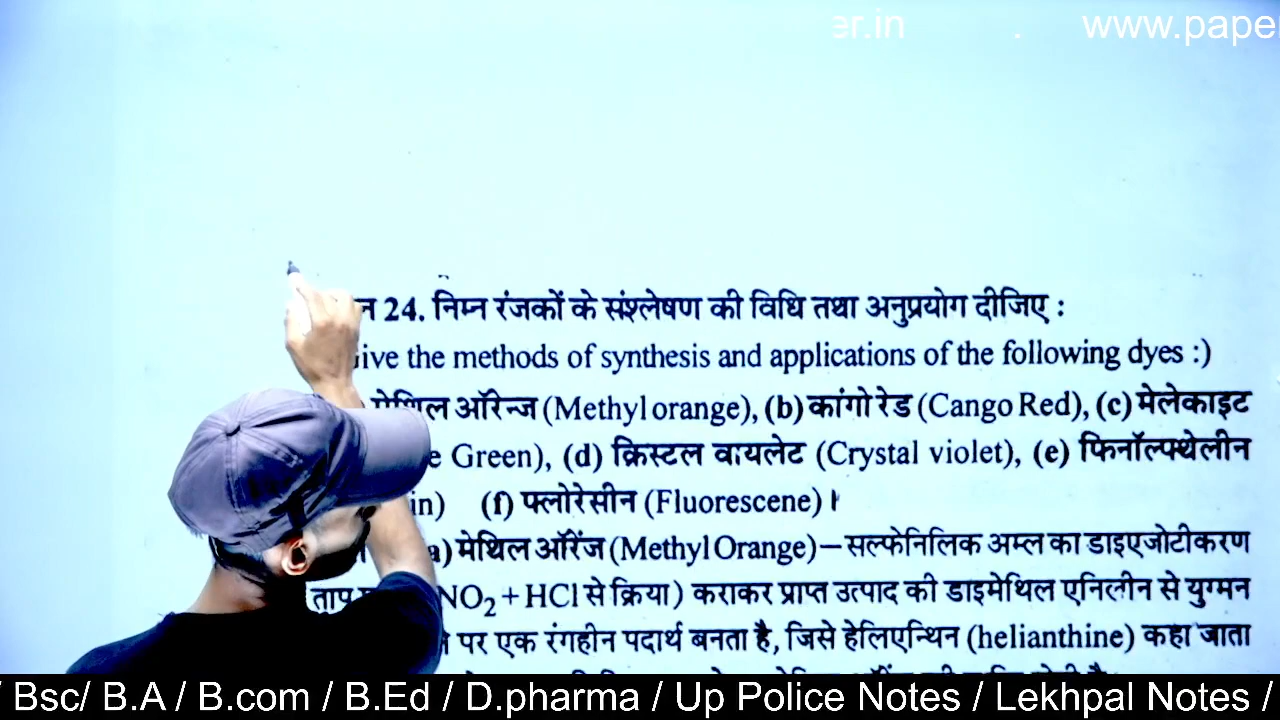 er.in . www.paper
न 24. निम्न रंजकों के संश्लेषण की विधि तथा अनुप्रयोग दीजिए :
ive the methods of synthesis and applications of the following dyes :)
मेथिल ऑरेन्ज (Methyl orange), (b) कांगो रेड (Cango Red), (c) मेलेकाइट
e Green), (d) क्रिस्टल वायलेट (Crystal violet), (e) फिनॉल्फ्थेलीन
in) (f) फ्लोरेसीन (Fluorescene) ।
a) मेथिल ऑरेंज (Methyl Orange) – सल्फेनिलिक अम्ल का डाइएजोटीकरण
ताप NO2 + HCl से क्रिया) कराकर प्राप्त उत्पाद की डाइमेथिल एनिलीन से युग्मन
पर एक रंगहीन पदार्थ बनता है, जिसे हेलिएन्थिन (helianthine) कहा जाता
/ Bsc/ B.A / B.com / B.Ed / D.pharma / Up Police Notes / Lekhpal Notes /